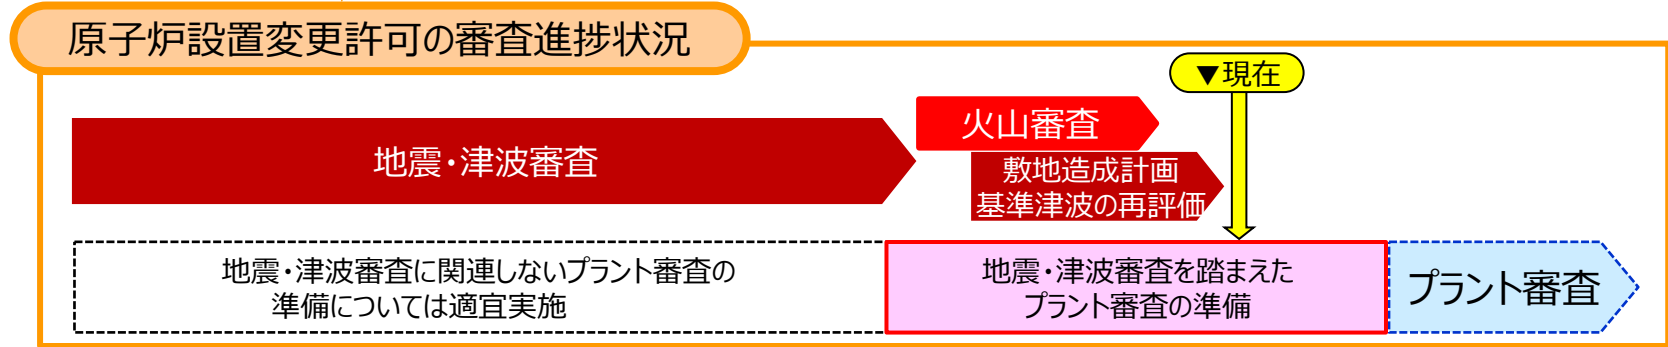 原子炉設置変更許可の審査進捗状況
▼現在
火山審査
地震・津波審査
敷地造成計画
基準津波の再評価
地震・津波審査に関連しないプラント審査の
準備については適宜実施
地震・津波審査を踏まえた
プラント審査の準備
プラント審査